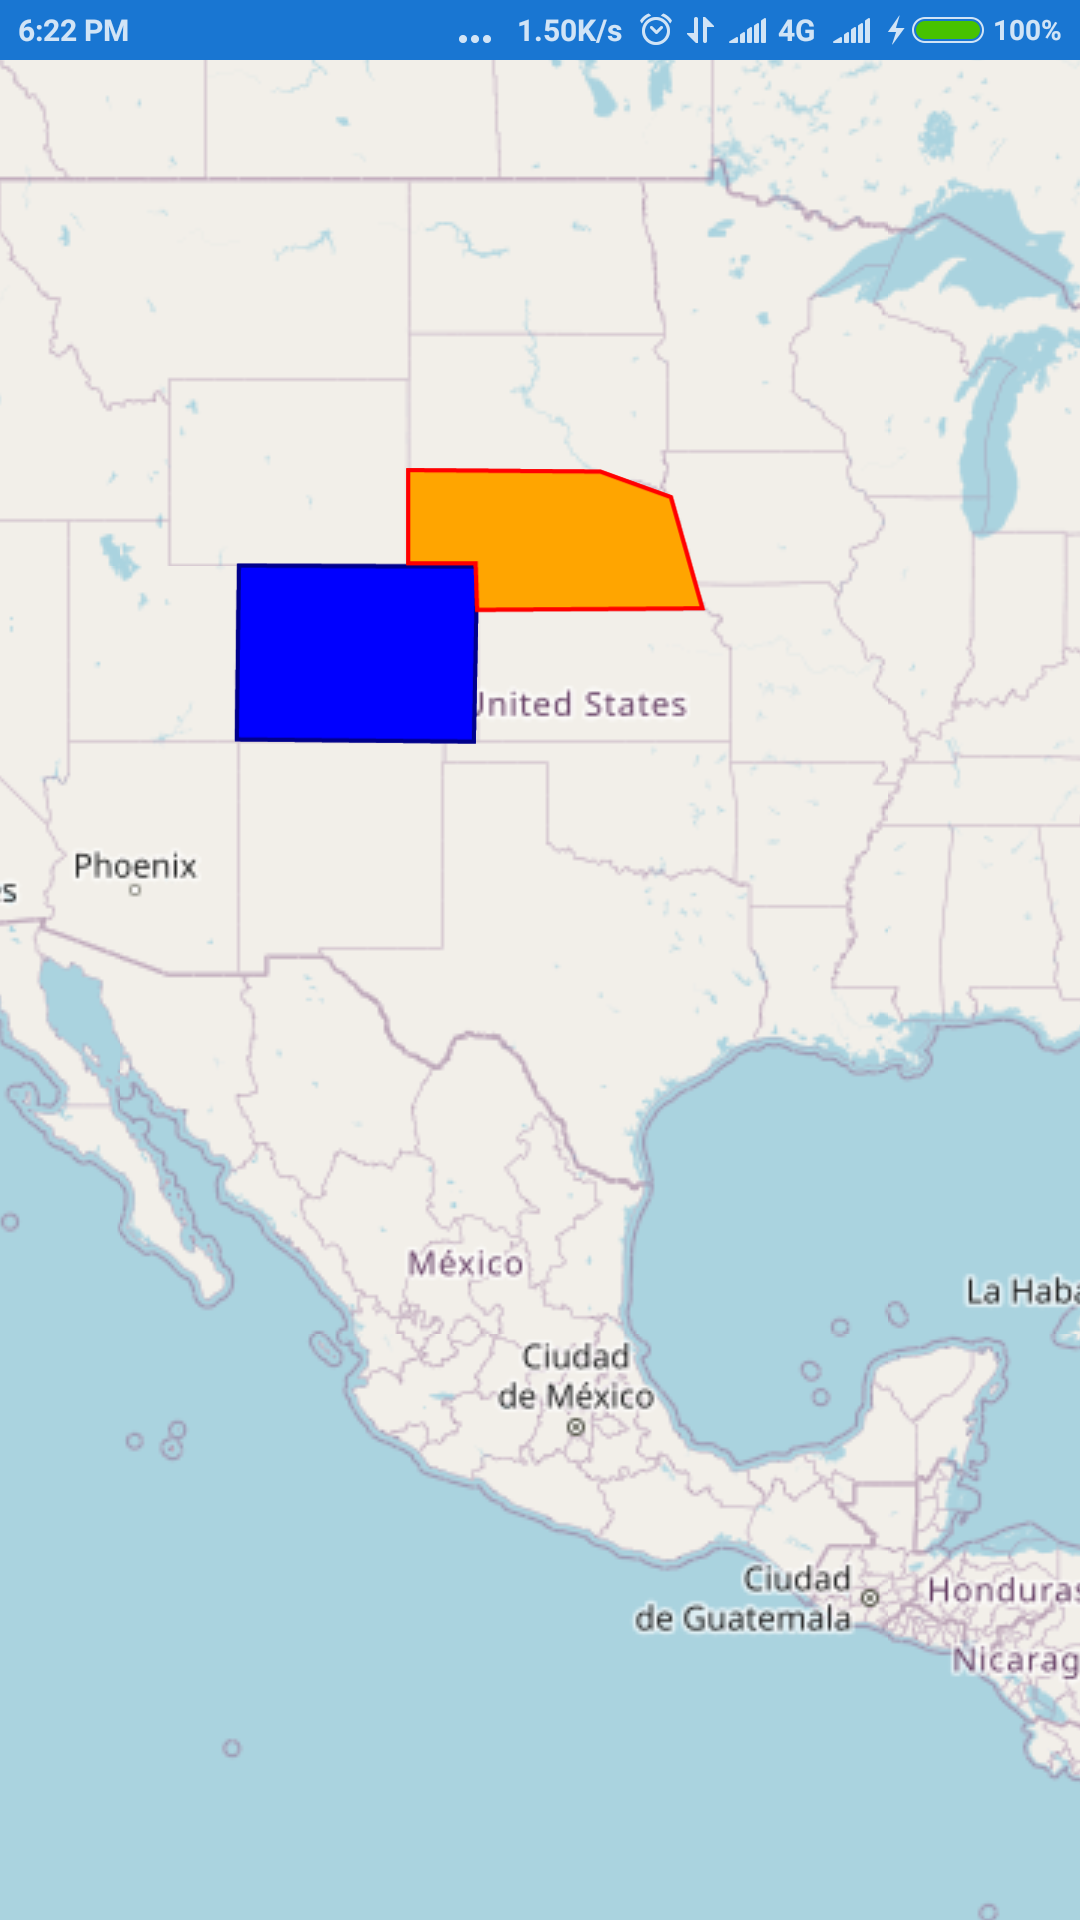 6:22 PM ... 1.50K/s 4G 100%
United States
Phoenix
es
México
La Haba
Ciudad
de México
Ciudad
de Guatemala
Honduras
Nicarag